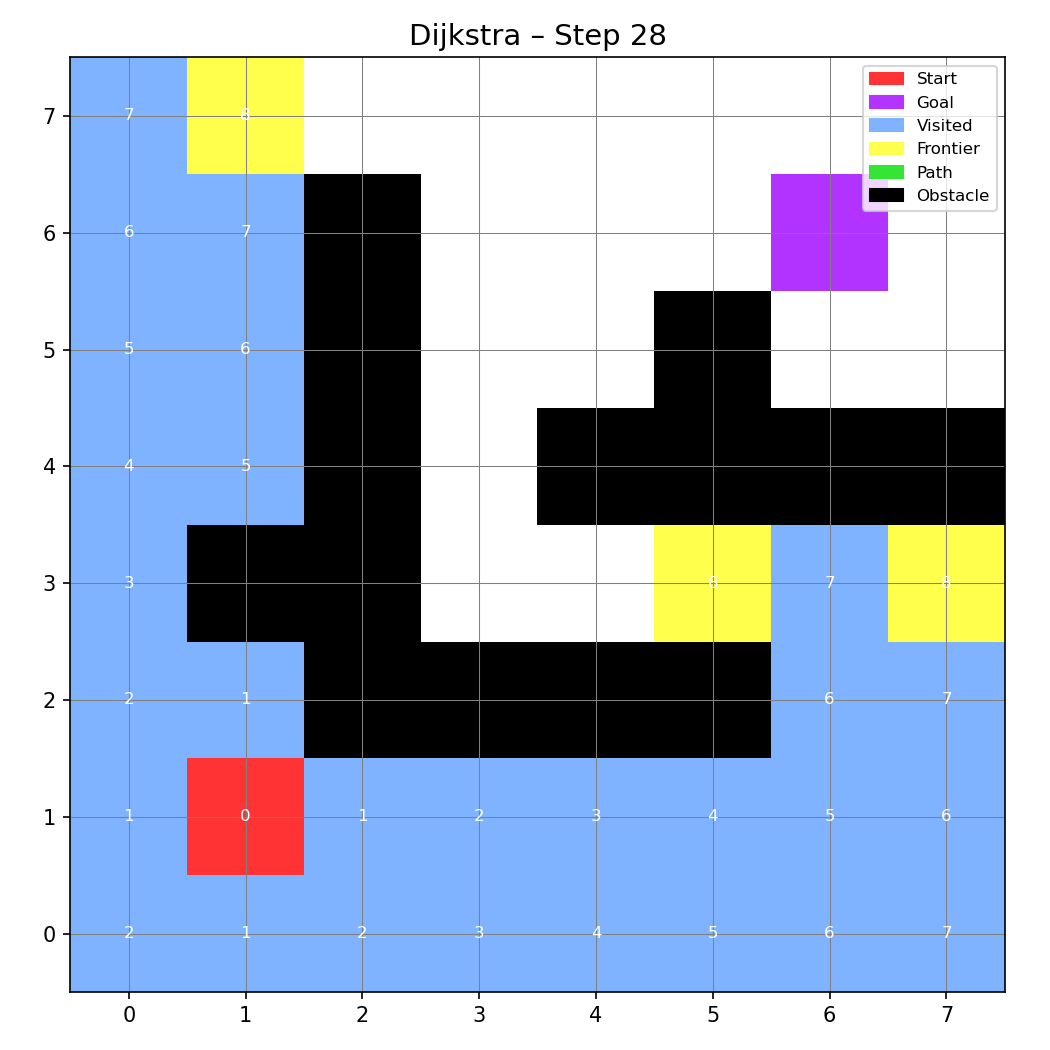 Dijkstra – Step 28
Start
Goal
Visited
Frontier
Path
Obstacle
7 7 8
6 6 7
5 5 6
4 4 5
3 3 8 7 8
2 2 1 6 7
1 1 0 1 2 3 4 5 6
0 2 1 2 3 4 5 6 7
0 1 2 3 4 5 6 7